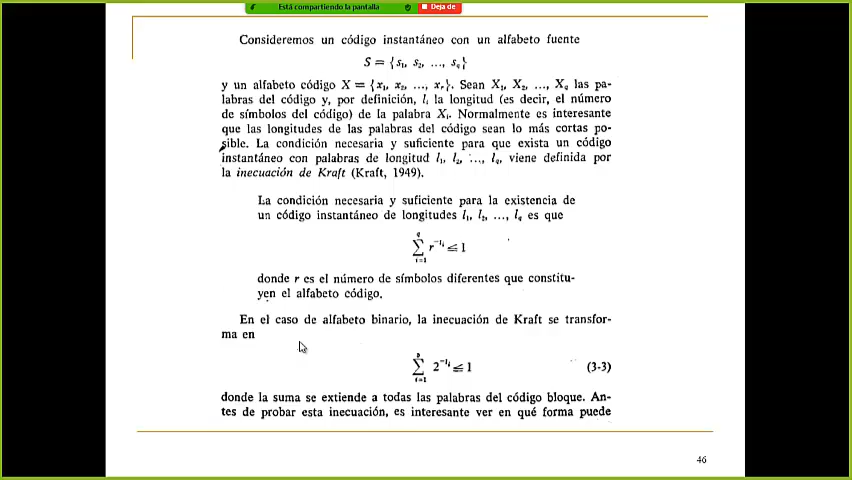 Está compartiendo la pantalla
Deja de
Consideremos un código instantáneo con un alfabeto fuente
S = {s₁, s₂, ..., s_q}
y un alfabeto código X = {x₁, x₂, ..., x_r}. Sean X₁, X₂, ..., X_q las pa-
labras del código y, por definición, l_i la longitud (es decir, el número
de símbolos del código) de la palabra X_i. Normalmente es interesante
que las longitudes de las palabras del código sean lo más cortas po-
sible. La condición necesaria y suficiente para que exista un código
instantáneo con palabras de longitud l₁, l₂, ..., l_q, viene definida por
la inecuación de Kraft (Kraft, 1949).
La condición necesaria y suficiente para la existencia de
un código instantáneo de longitudes l₁, l₂, ..., l_q es que
∑_{i=1}^{q} r^{-l_i} ≤ 1
donde r es el número de símbolos diferentes que constitu-
yen el alfabeto código.
En el caso de alfabeto binario, la inecuación de Kraft se transfor-
ma en
∑_{i=1} 2^{-l_i} ≤ 1 (3-3)
donde la suma se extiende a todas las palabras del código bloque. An-
tes de probar esta inecuación, es interesante ver en qué forma puede
46